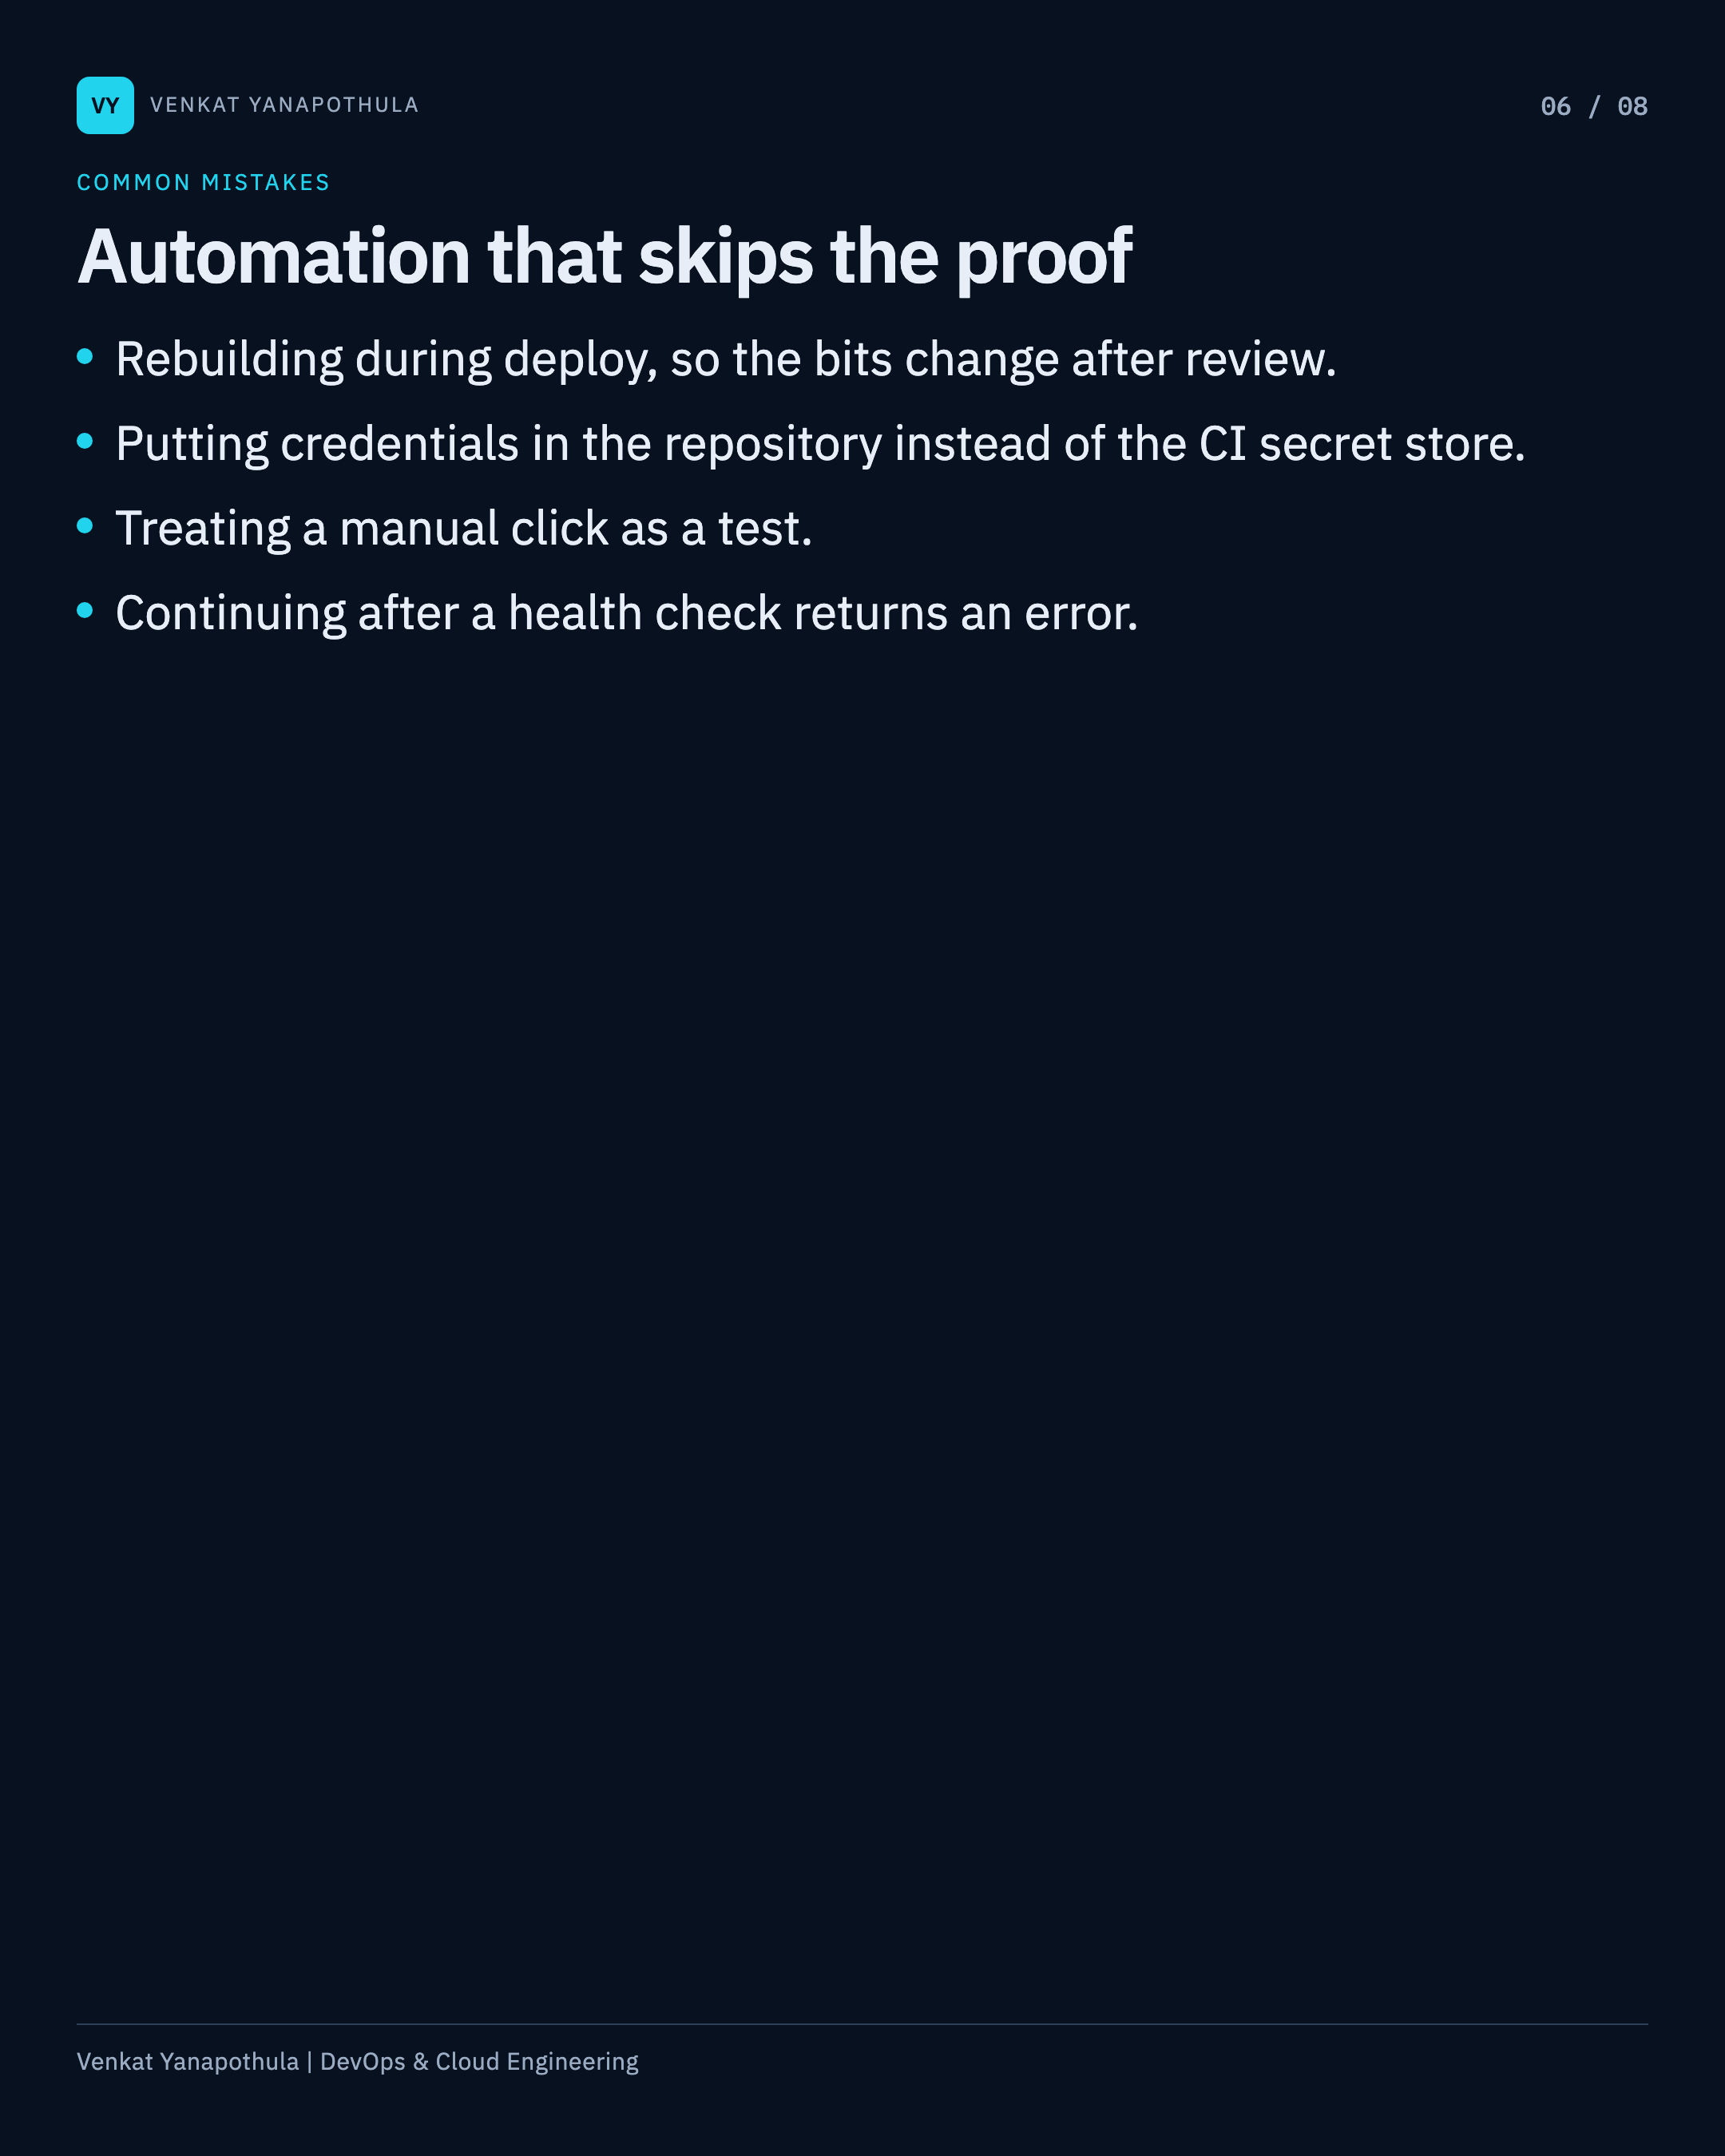 VY VENKAT YANAPOTHULA
06 / 08
COMMON MISTAKES
Automation that skips the proof
Rebuilding during deploy, so the bits change after review.
Putting credentials in the repository instead of the CI secret store.
Treating a manual click as a test.
Continuing after a health check returns an error.
Venkat Yanapothula | DevOps & Cloud Engineering